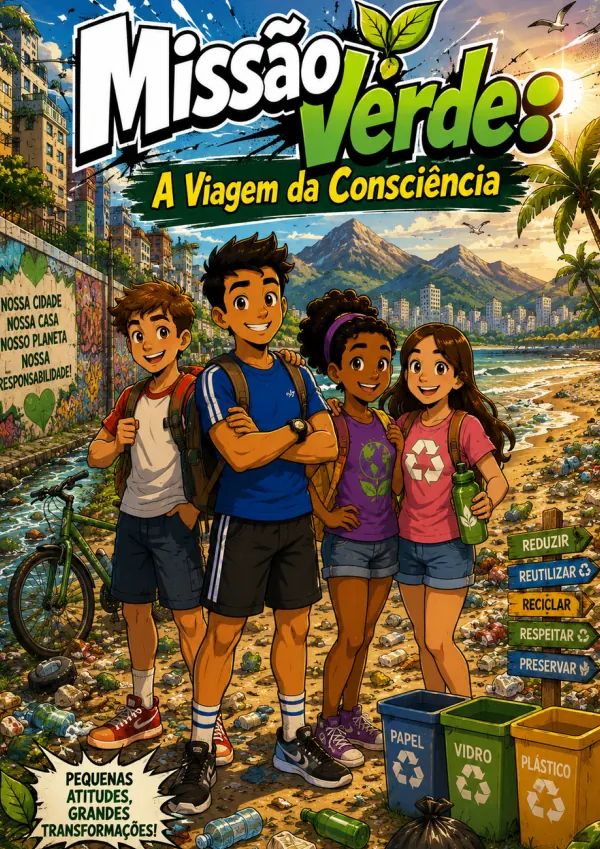 Missão
Verde:
A Viagem da Consciência
NOSSA CIDADE
NOSSA CASA
NOSSO PLANETA
NOSSA
RESPONSABILIDADE!
REDUZIR
REUTILIZAR
RECICLAR
RESPEITAR
PRESERVAR
PAPEL
VIDRO
PLÁSTICO
PEQUENAS
ATITUDES,
GRANDES
TRANSFORMAÇÕES!